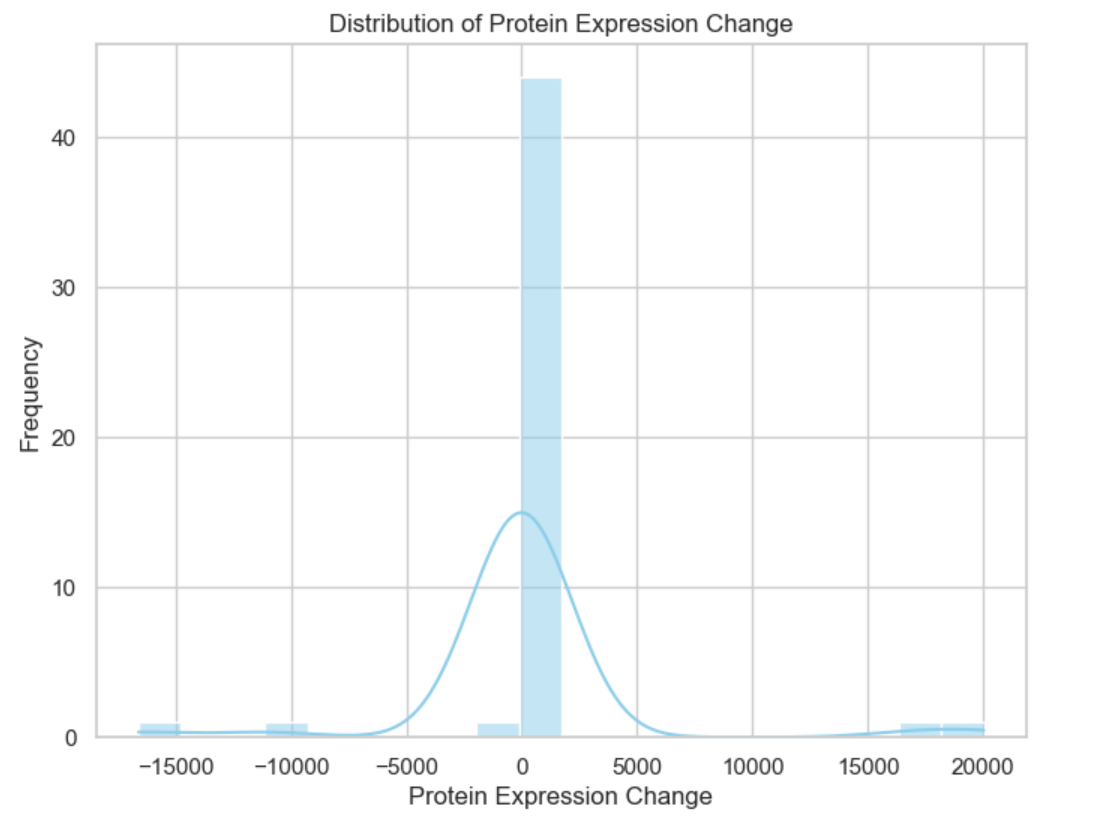 Distribution of Protein Expression Change
Frequency
40
30
20
10
0
−15000 −10000 −5000 0 5000 10000 15000 20000
Protein Expression Change